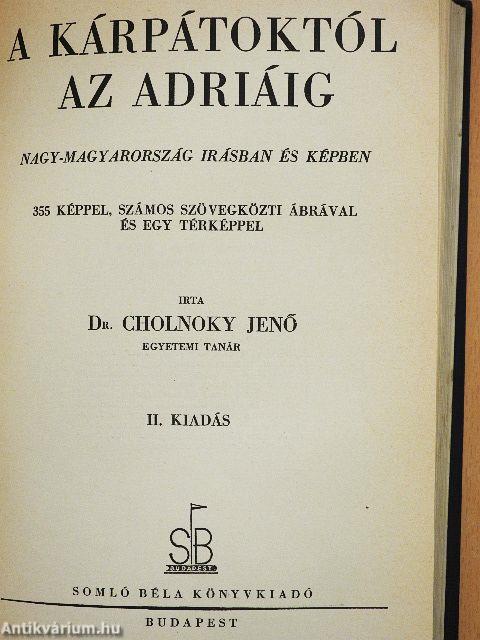 A KÁRPÁTOKTÓL
AZ ADRIÁIG
NAGY-MAGYARORSZÁG IRÁSBAN ÉS KÉPBEN
355 KÉPPEL, SZÁMOS SZÖVEGKÖZTI ÁBRÁVAL
ÉS EGY TÉRKÉPPEL
IRTA
DR. CHOLNOKY JENŐ
EGYETEMI TANÁR
II. KIADÁS
SB
BUDAPEST
SOMLÓ BÉLA KÖNYVKIADÓ
BUDAPEST
Antikvárium.hu